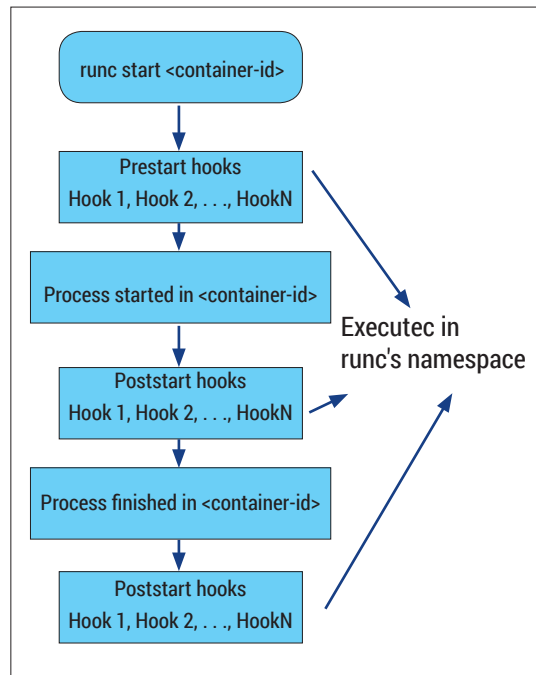 runc start <container-id>
Prestart hooks
Hook 1, Hook 2, . . ., HookN
Process started in <container-id>
Executec in
runc's namespace
Poststart hooks
Hook 1, Hook 2, . . ., HookN
Process finished in <container-id>
Poststart hooks
Hook 1, Hook 2, . . ., HookN